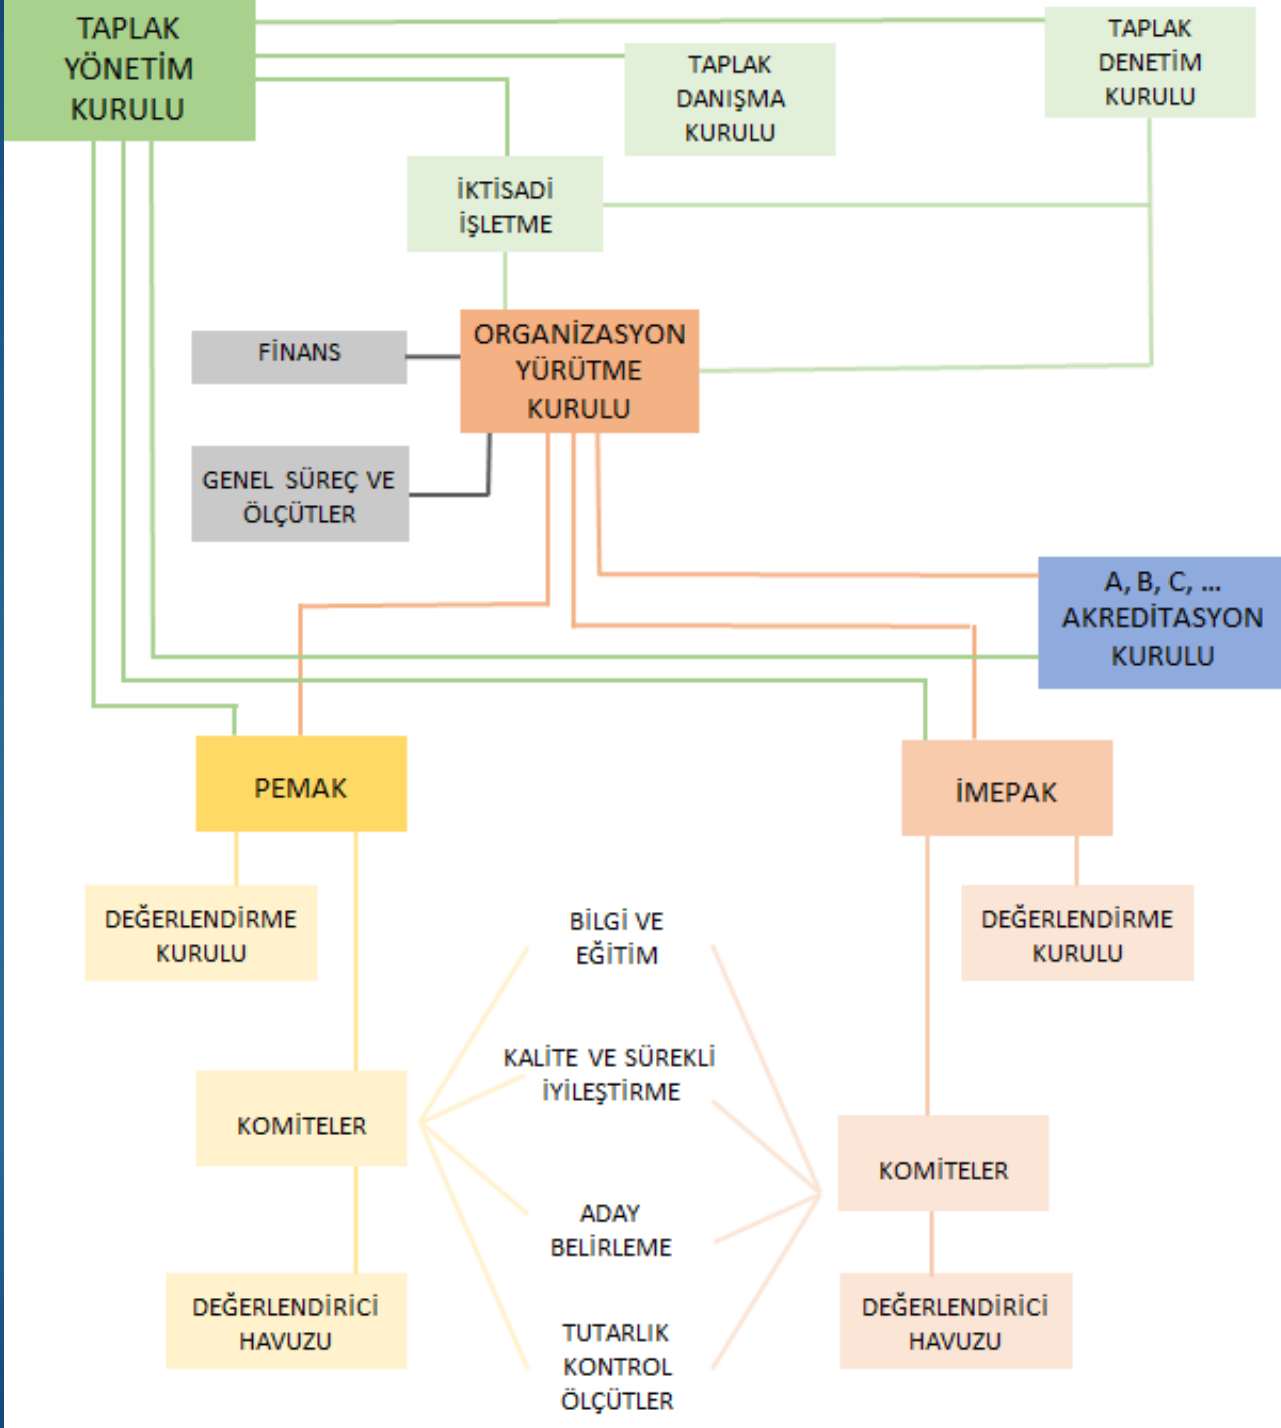 TAPLAK
YÖNETİM
KURULU
TAPLAK
DANIŞMA
KURULU
TAPLAK
DENETİM
KURULU
İKTİSADİ
İŞLETME
FİNANS
ORGANİZASYON
YÜRÜTME
KURULU
GENEL SÜREÇ VE
ÖLÇÜTLER
A, B, C, ...
AKREDİTASYON
KURULU
PEMAK
İMEPAK
DEĞERLENDİRME
KURULU
BİLGİ VE
EĞİTİM
DEĞERLENDİRME
KURULU
KALİTE VE SÜREKLİ
İYİLEŞTİRME
KOMİTELER
KOMİTELER
ADAY
BELİRLEME
DEĞERLENDİRİCİ
HAVUZU
TUTARLIK
KONTROL
ÖLÇÜTLER
DEĞERLENDİRİCİ
HAVUZU